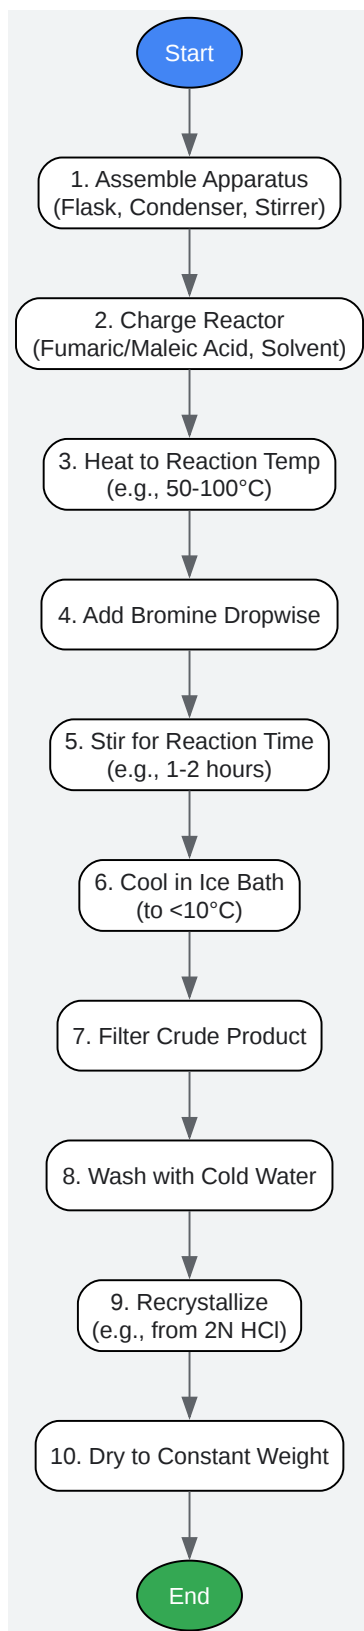 Start
1. Assemble Apparatus
(Flask, Condenser, Stirrer)
2. Charge Reactor
(Fumaric/Maleic Acid, Solvent)
3. Heat to Reaction Temp
(e.g., 50-100°C)
4. Add Bromine Dropwise
5. Stir for Reaction Time
(e.g., 1-2 hours)
6. Cool in Ice Bath
(to <10°C)
7. Filter Crude Product
8. Wash with Cold Water
9. Recrystallize
(e.g., from 2N HCl)
10. Dry to Constant Weight
End